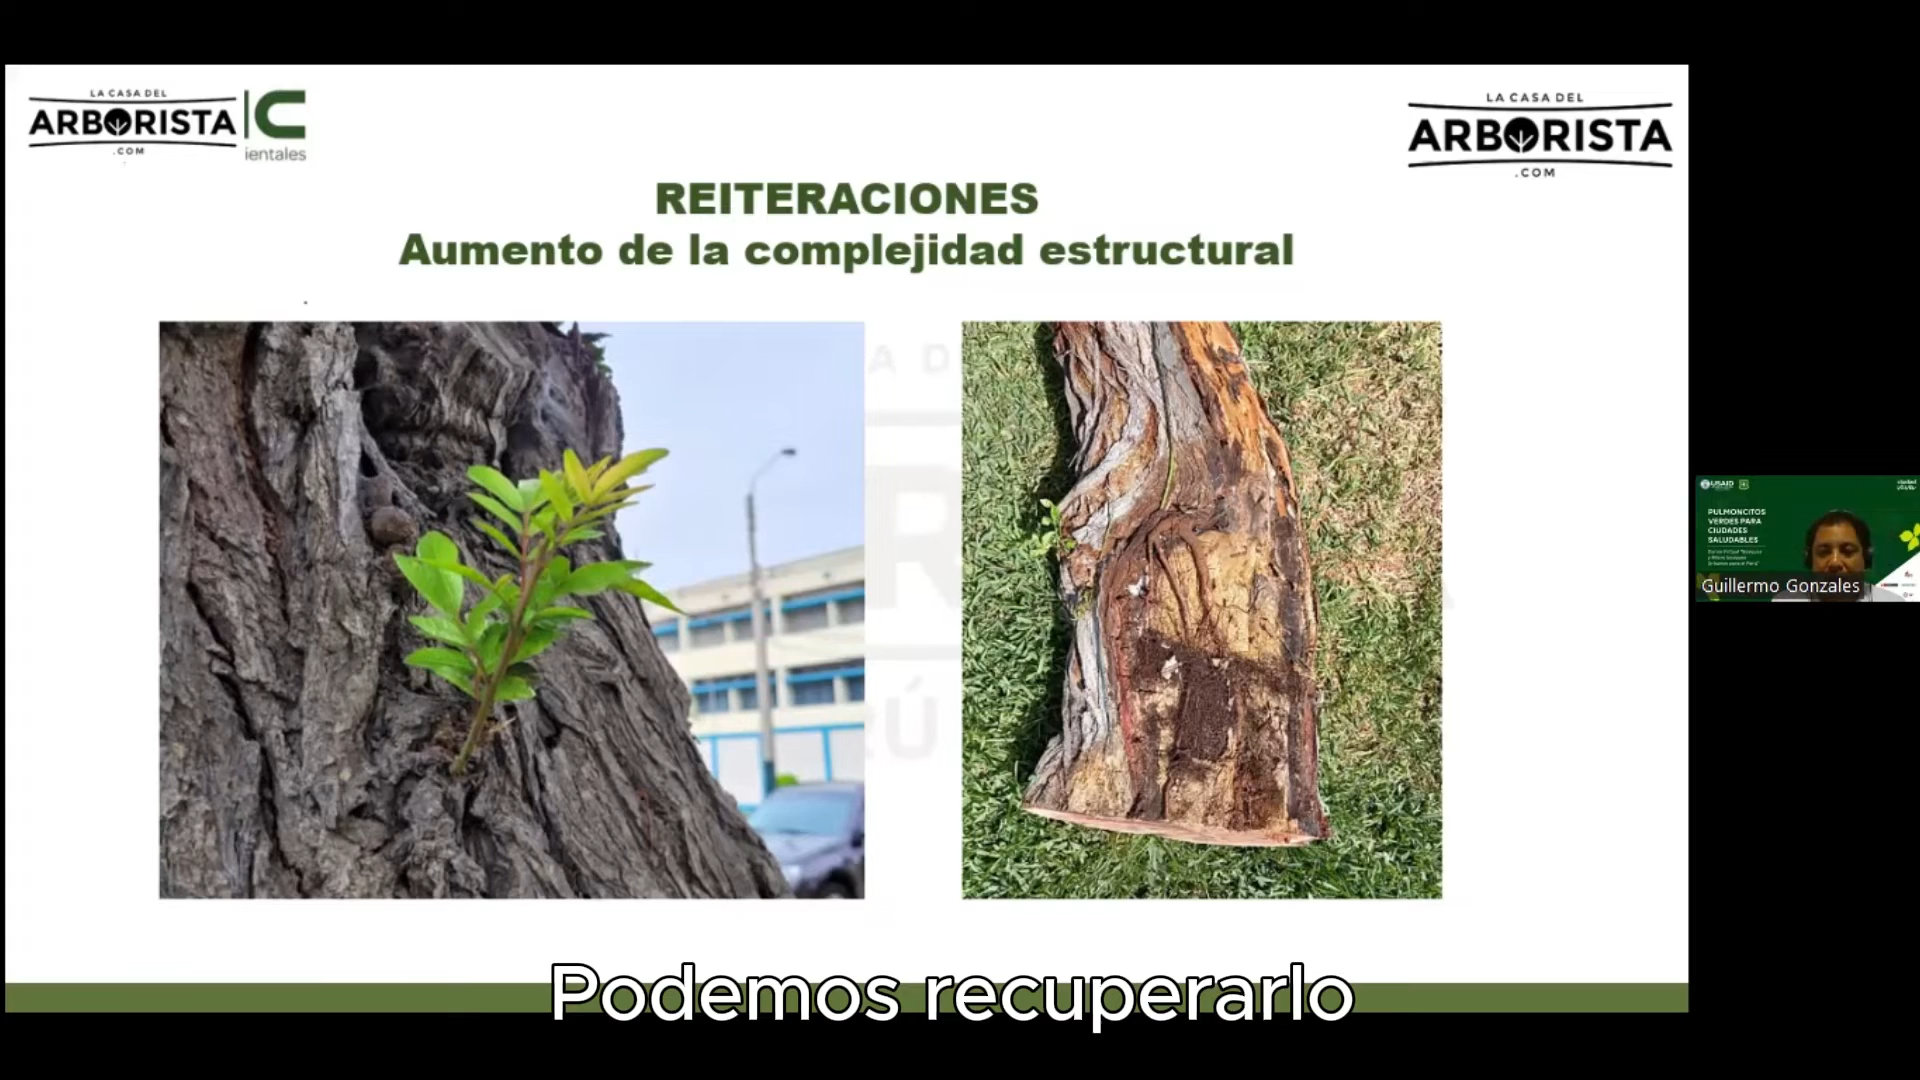 LA CASA DEL
ARBORISTA
.COM
C
ientales
LA CASA DEL
ARBORISTA
.COM
REITERACIONES
Aumento de la complejidad estructural
USAID
PULMONCITOS
VERDES PARA
CIUDADES
SALUDABLES
Guillermo Gonzales
Podemos recuperarlo